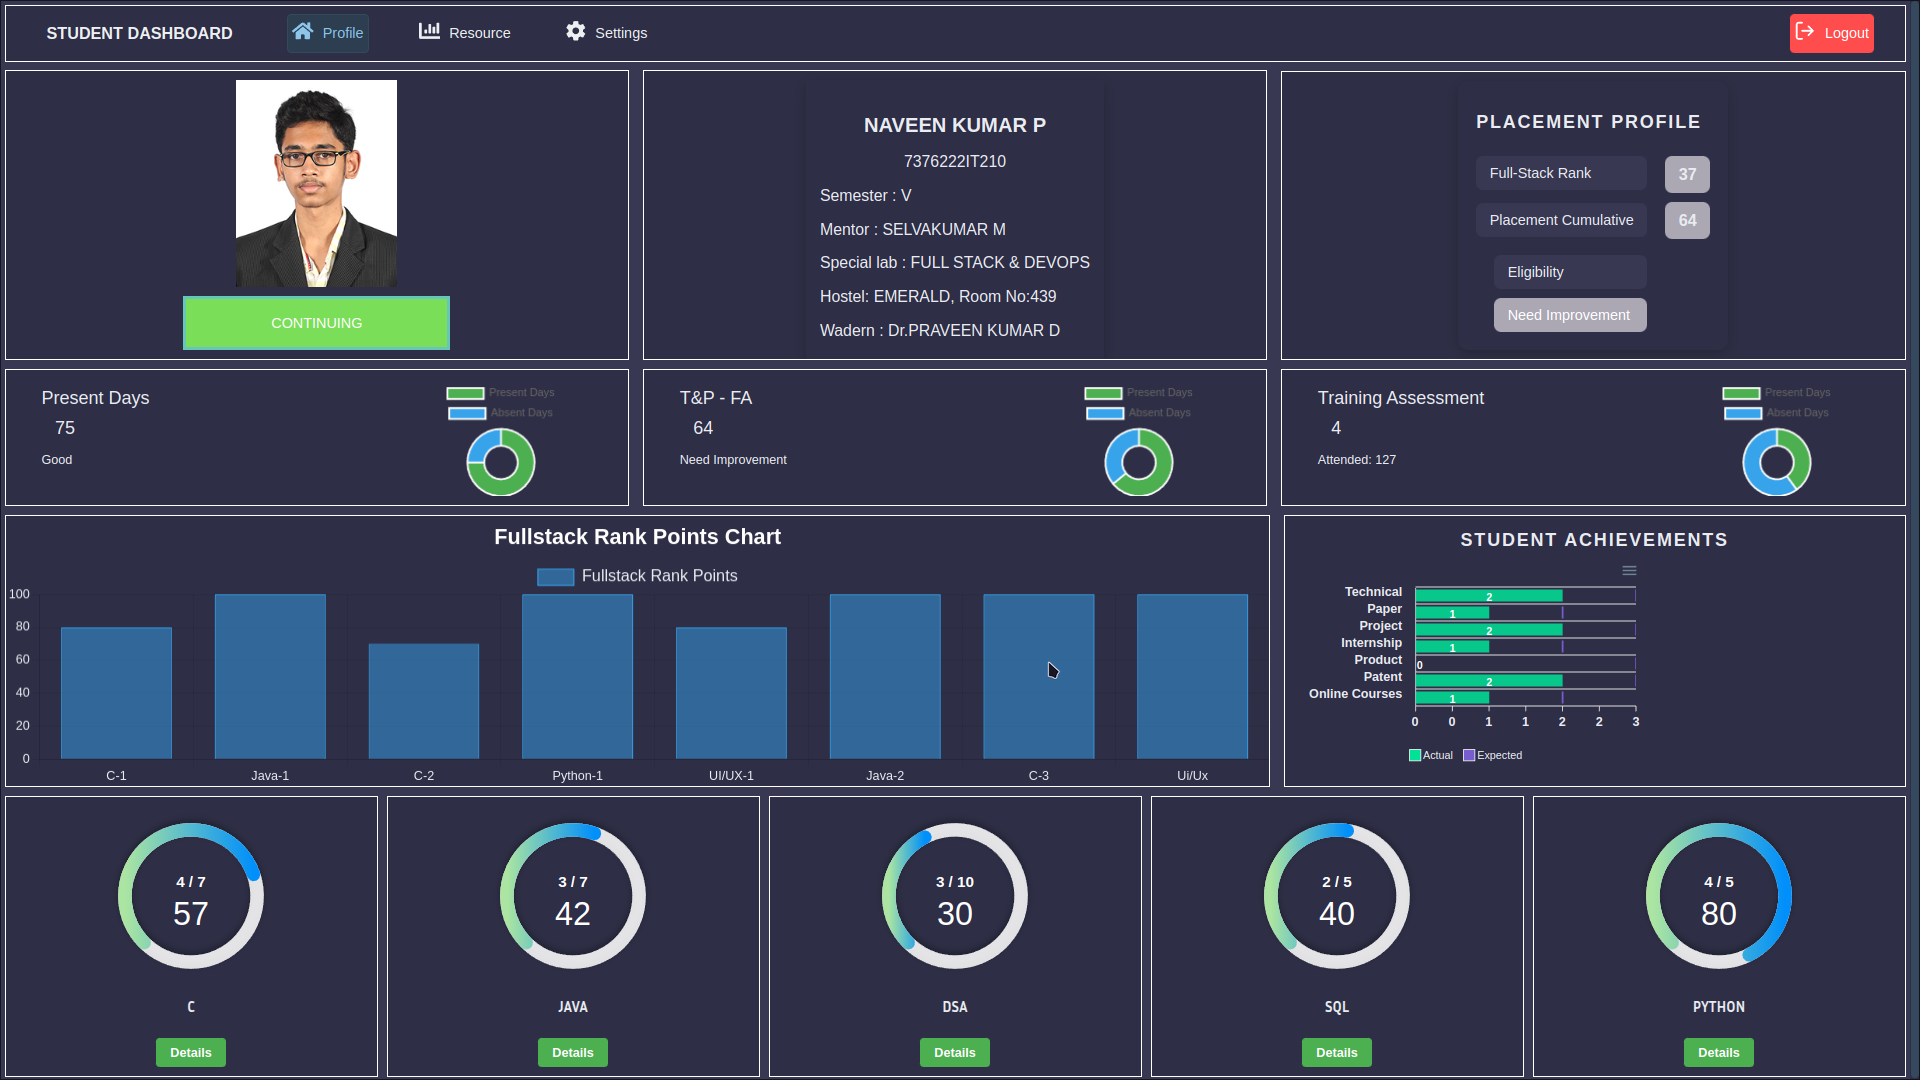 STUDENT DASHBOARD
Profile
Resource
Settings
Logout
CONTINUING
NAVEEN KUMAR P
7376222IT210
Semester : V
Mentor : SELVAKUMAR M
Special lab : FULL STACK & DEVOPS
Hostel: EMERALD, Room No:439
Wadern : Dr.PRAVEEN KUMAR D
PLACEMENT PROFILE
Full-Stack Rank 37
Placement Cumulative 64
Eligibility
Need Improvement
Present Days
75
Good
Present Days
Absent Days
T&P - FA
64
Need Improvement
Present Days
Absent Days
Training Assessment
4
Attended: 127
Present Days
Absent Days
Fullstack Rank Points Chart
Fullstack Rank Points
100
80
60
40
20
0
C-1 Java-1 C-2 Python-1 UI/UX-1 Java-2 C-3 Ui/Ux
STUDENT ACHIEVEMENTS
Technical 2
Paper 1
Project 2
Internship 1
Product 0
Patent 2
Online Courses 1
0 0 1 1 2 2 3
Actual Expected
4 / 7
57
C
Details
3 / 7
42
JAVA
Details
3 / 10
30
DSA
Details
2 / 5
40
SQL
Details
4 / 5
80
PYTHON
Details